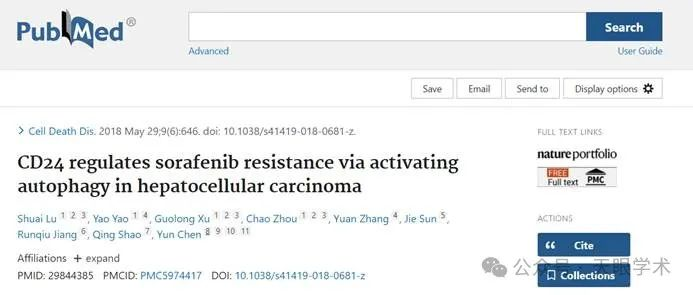 PubMed®
Search
Advanced
User Guide
Save
Email
Send to
Display options
> Cell Death Dis. 2018 May 29;9(6):646. doi: 10.1038/s41419-018-0681-z.
CD24 regulates sorafenib resistance via activating
autophagy in hepatocellular carcinoma
Shuai Lu 1 2 3, Yao Yao 1 4, Guolong Xu 1 2 3, Chao Zhou 1 2 3, Yuan Zhang 4, Jie Sun 5,
Runqiu Jiang 6, Qing Shao 7, Yun Chen 8 9 10 11
Affiliations + expand
PMID: 29844385 PMCID: PMC5974417 DOI: 10.1038/s41419-018-0681-z
FULL TEXT LINKS
natureportfolio
FREE
Full text
PMC
ACTIONS
Cite
Collections
公众号 · 天眼学术